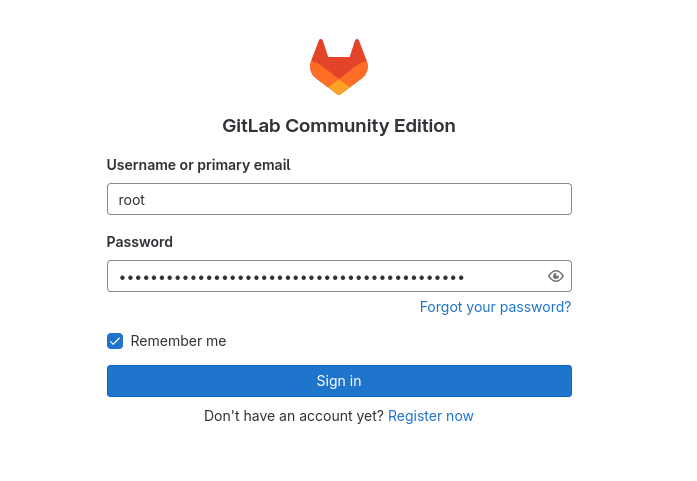 GitLab Community Edition
Username or primary email
root
Password
••••••••••••••••••••••••••••••••••••••••••••
Forgot your password?
Remember me
Sign in
Don't have an account yet? Register now